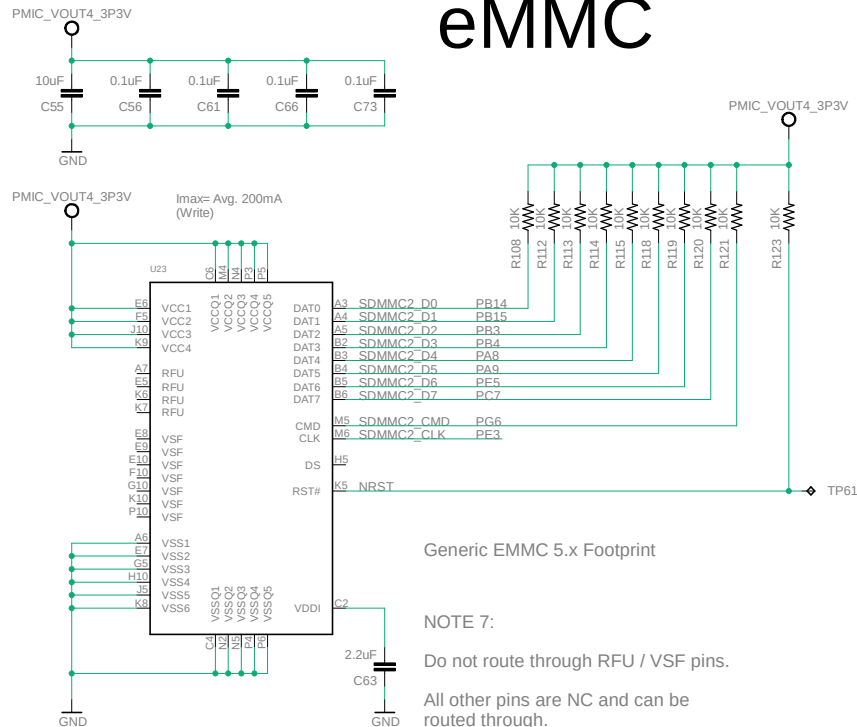 eMMC
PMIC_VOUT4_3P3V
10uF
C55
0.1uF
C56
0.1uF
C61
0.1uF
C66
0.1uF
C73
GND
PMIC_VOUT4_3P3V
10K
R108
10K
R112
10K
R113
10K
R114
10K
R115
10K
R118
10K
R119
10K
R120
10K
R121
10K
R123
PMIC_VOUT4_3P3V
Imax= Avg. 200mA
(Write)
U23
C6 M4 N4 P3 P5
VCCQ1 VCCQ2 VCCQ3 VCCQ4 VCCQ5
E6 VCC1
F5 VCC2
J10 VCC3
K9 VCC4
A7 RFU
E5 RFU
K6 RFU
K7 RFU
E8 VSF
E9 VSF
E10 VSF
F10 VSF
G10 VSF
K10 VSF
P10 VSF
A6 VSS1
E7 VSS2
G5 VSS3
H10 VSS4
J5 VSS5
K8 VSS6
VSSQ1 VSSQ2 VSSQ3 VSSQ4 VSSQ5
C4 N2 N5 P4 P6
DAT0 A3 SDMMC2_D0 PB14
DAT1 A4 SDMMC2_D1 PB15
DAT2 A5 SDMMC2_D2 PB3
DAT3 B2 SDMMC2_D3 PB4
DAT4 B3 SDMMC2_D4 PA8
DAT5 B4 SDMMC2_D5 PA9
DAT6 B5 SDMMC2_D6 PE5
DAT7 B6 SDMMC2_D7 PC7
CMD M5 SDMMC2_CMD PG6
CLK M6 SDMMC2_CLK PE3
DS H5
RST# K5 NRST
TP61
VDDI C2
2.2uF
C63
GND
GND
Generic EMMC 5.x Footprint
NOTE 7:
Do not route through RFU / VSF pins.
All other pins are NC and can be
routed through.